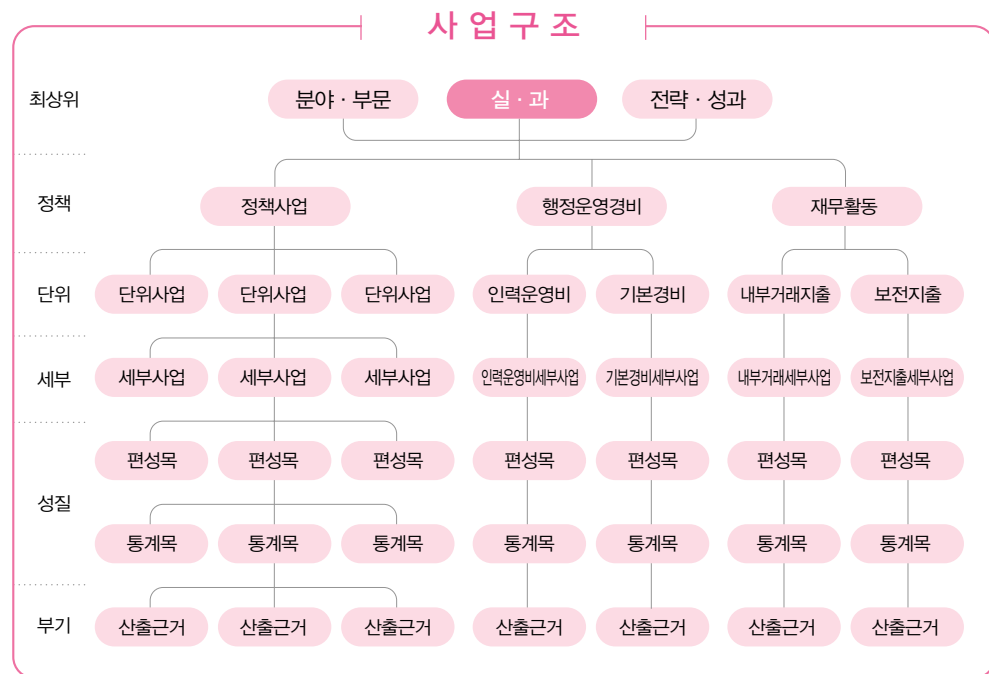 사업구조
최상위 분야 · 부문 실 · 과 전략 · 성과
정책 정책사업 행정운영경비 재무활동
단위 단위사업 단위사업 단위사업 인력운영비 기본경비 내부거래지출 보전지출
세부 세부사업 세부사업 세부사업 인력운영비세부사업 기본경비세부사업 내부거래세부사업 보전지출세부사업
편성목 편성목 편성목 편성목 편성목 편성목 편성목
성질
통계목 통계목 통계목 통계목 통계목 통계목 통계목
부기 산출근거 산출근거 산출근거 산출근거 산출근거 산출근거 산출근거